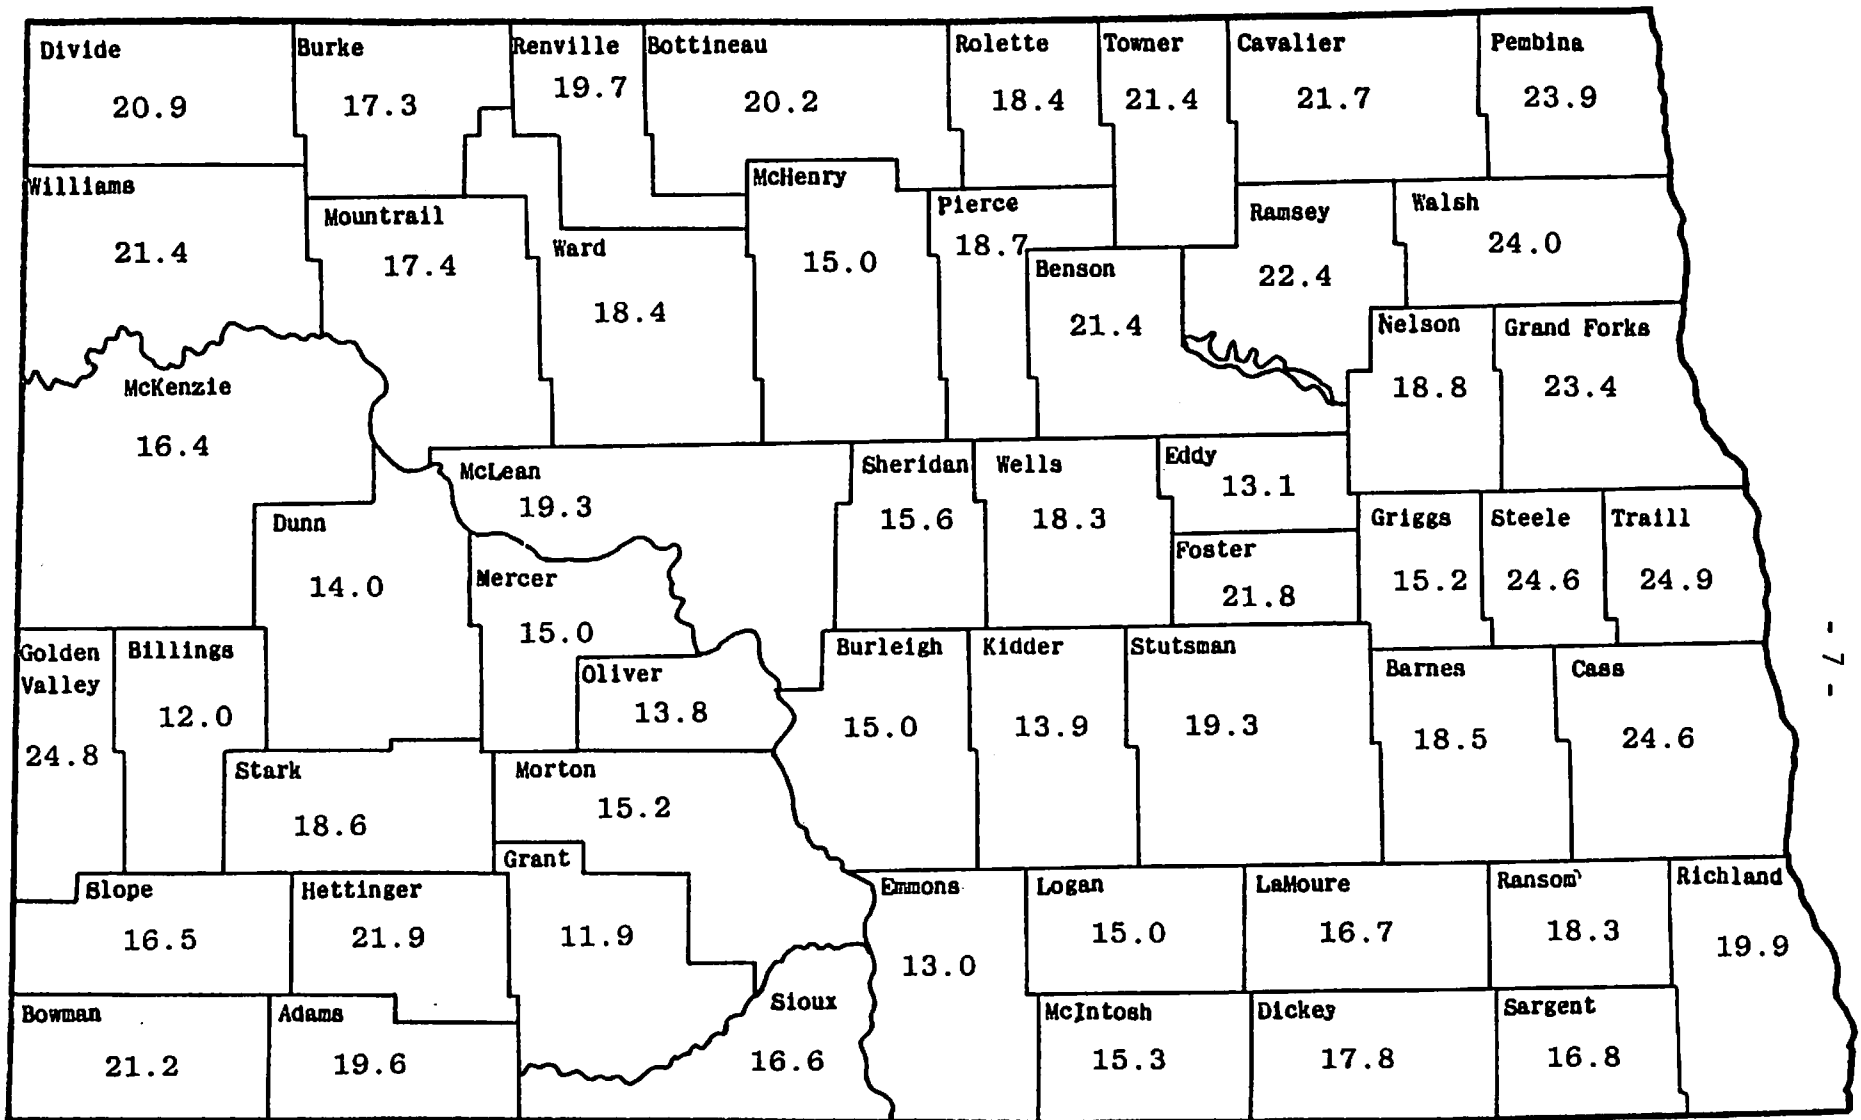 Divide
20.9
Burke
17.3
Renville
19.7
Bottineau
20.2
Rolette
18.4
Towner
21.4
Cavalier
21.7
Pembina
23.9
Williams
21.4
Mountrail
17.4
Ward
18.4
McHenry
15.0
Pierce
18.7
Benson
21.4
Ramsey
22.4
Walsh
24.0
Nelson
18.8
Grand Forks
23.4
McKenzie
16.4
Dunn
14.0
McLean
19.3
Mercer
15.0
Oliver
13.8
Sheridan
15.6
Wells
18.3
Eddy
13.1
Foster
21.8
Griggs
15.2
Steele
24.6
Traill
24.9
Golden
Valley
24.8
Billings
12.0
Stark
18.6
Morton
15.2
Burleigh
15.0
Kidder
13.9
Stutsman
19.3
Barnes
18.5
Cass
24.6
Slope
16.5
Hettinger
21.9
Grant
11.9
Emmons
13.0
Logan
15.0
LaMoure
16.7
Ransom
18.3
Richland
19.9
Bowman
21.2
Adams
19.6
Sioux
16.6
McIntosh
15.3
Dickey
17.8
Sargent
16.8
- 7 -